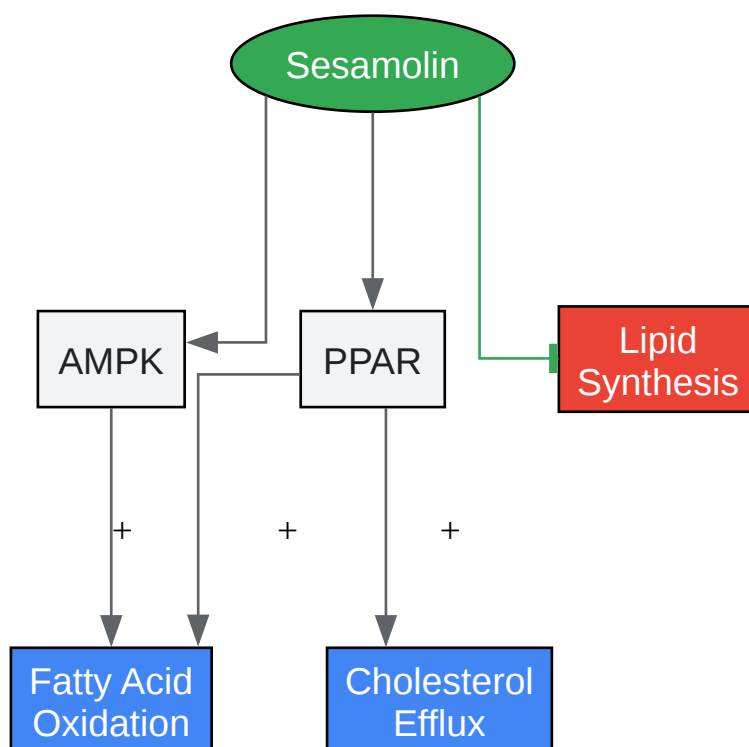 Sesamolin
AMPK
PPAR
Lipid
Synthesis
+
+
+
Fatty Acid
Oxidation
Cholesterol
Efflux